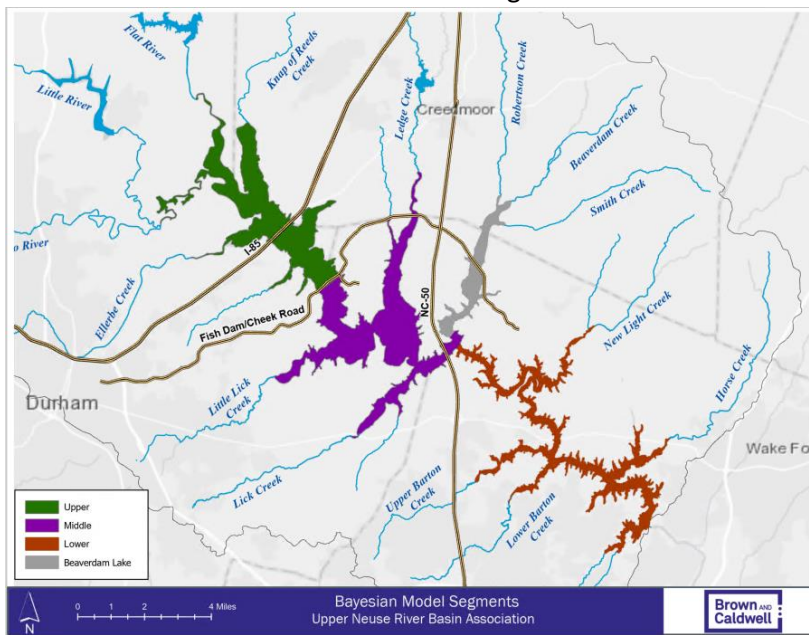 Flat River
Knap of Reeds
Creek
Little River
Ledge Creek
Creedmoor
Robertson Creek
Beaverdam Creek
Smith Creek
o River
I-85
Ellerbe Creek
NC-50
Fish Dam/Cheek Road
New Light Creek
Horse Creek
Durham
Little Lick
Creek
Lick Creek
Upper Barton
Creek
Lower Barton
Creek
Wake Fo
Upper
Middle
Lower
Beaverdam Lake
N
0 1 2 4 Miles
Bayesian Model Segments
Upper Neuse River Basin Association
Brown AND
Caldwell